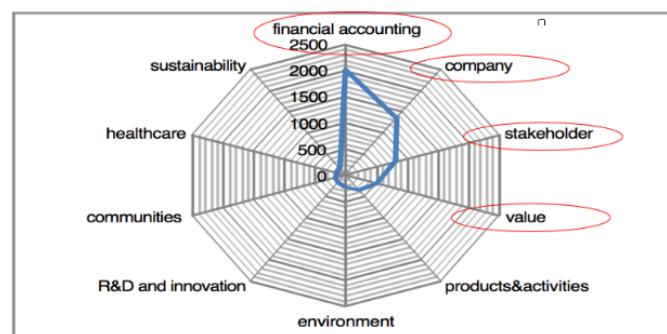 financial accounting
2500
sustainability
2000
company
1500
healthcare
1000
stakeholder
500
0
communities
value
R&D and innovation
products&activities
environment